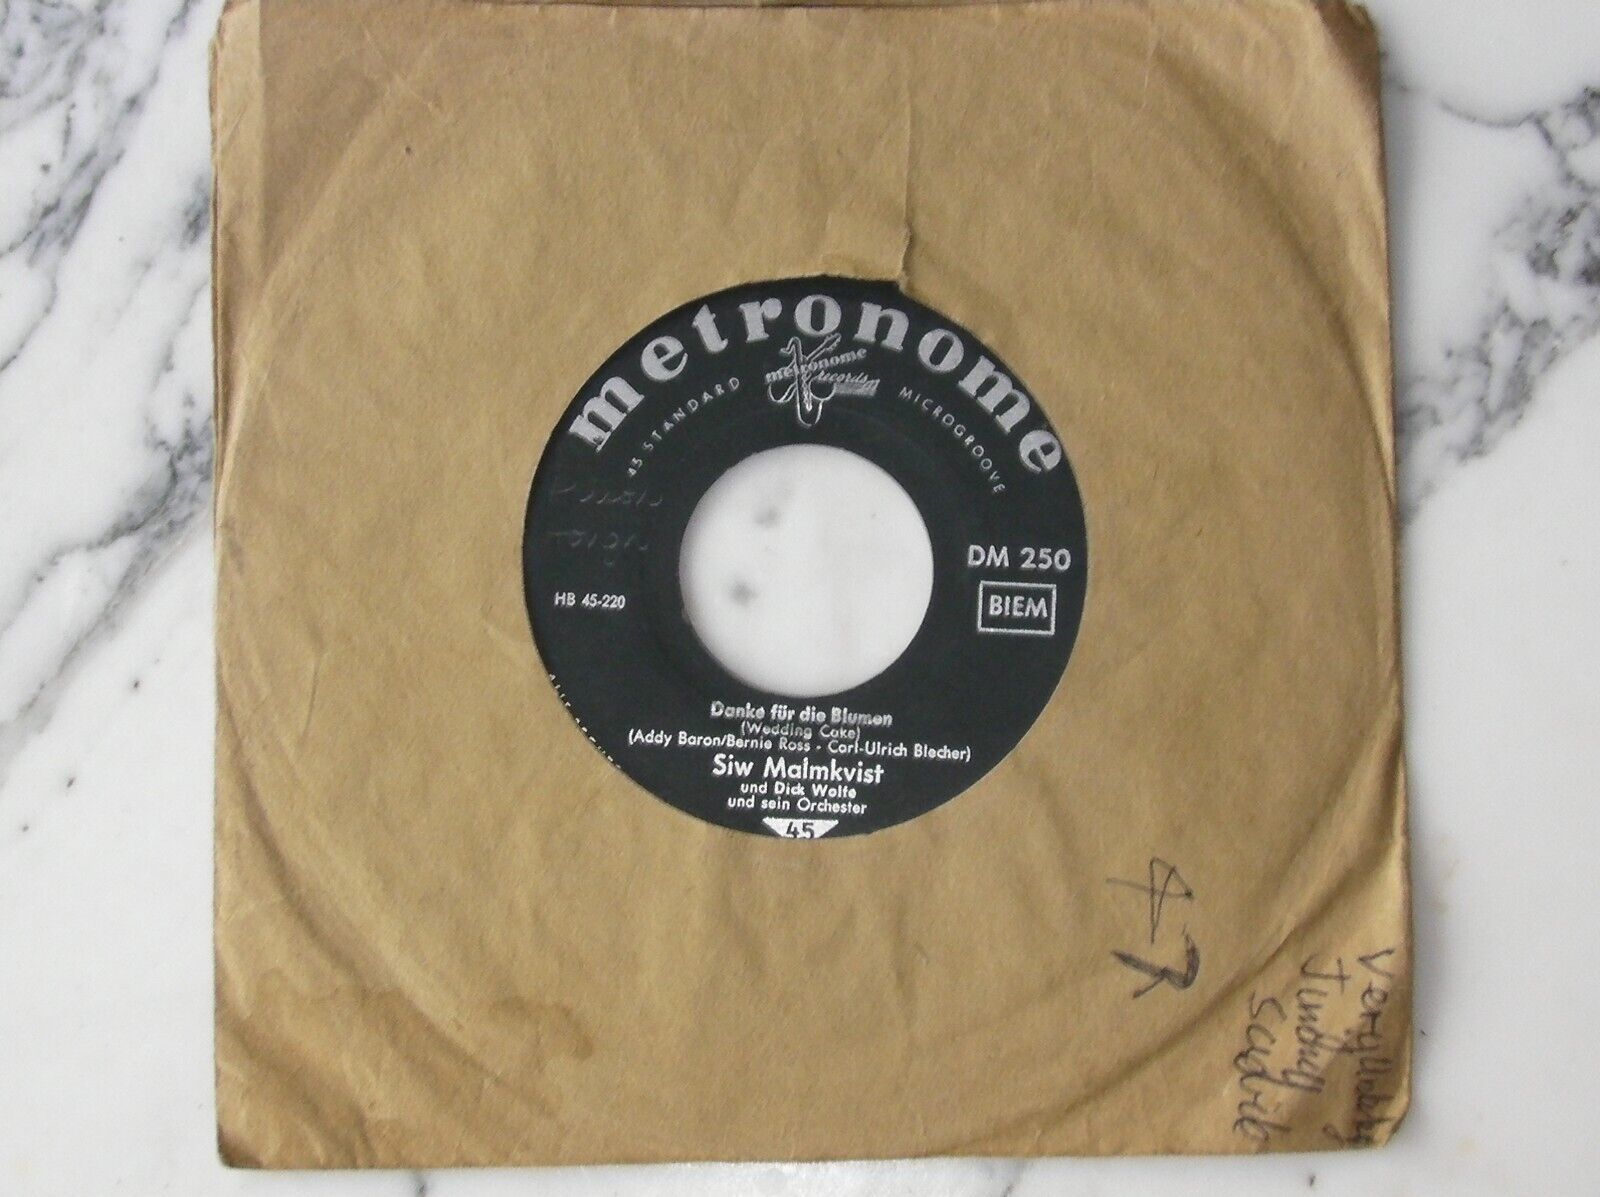 metronome
metronome records
45 STANDARD MICROGROOVE
DM 250
BIEM
HB 45-220
Danke für die Blumen
(Wedding Cake)
(Addy Baron/Bernie Ross - Carl-Ulrich Blecher)
Siw Malmkvist
und Dick Wolfe
und sein Orchester
45